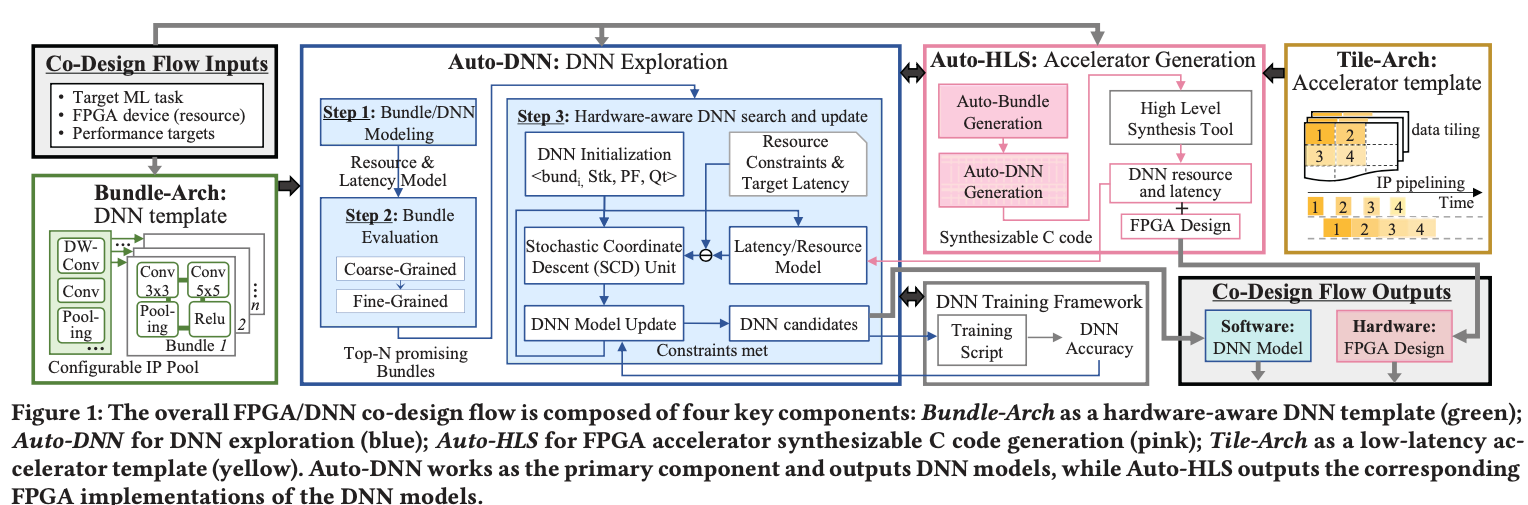 Co-Design Flow Inputs
• Target ML task
• FPGA device (resource)
• Performance targets
Bundle-Arch:
DNN template
DW-
Conv
Conv
Pool-
ing
...
...
Conv
3x3
Conv
5x5
Pool-
ing
Relu
Bundle 1
2
...
n
Configurable IP Pool
Auto-DNN: DNN Exploration
Step 1: Bundle/DNN
Modeling
Resource &
Latency Model
Step 2: Bundle
Evaluation
Coarse-Grained
Fine-Grained
Top-N promising
Bundles
Step 3: Hardware-aware DNN search and update
DNN Initialization
<bundi, Stk, PF, Qt>
Resource
Constraints &
Target Latency
Stochastic Coordinate
Descent (SCD) Unit
Latency/Resource
Model
DNN Model Update
DNN candidates
Constraints met
Auto-HLS: Accelerator Generation
Auto-Bundle
Generation
Auto-DNN
Generation
Synthesizable C code
High Level
Synthesis Tool
DNN resource
and latency
+
FPGA Design
DNN Training Framework
Training
Script
DNN
Accuracy
Tile-Arch:
Accelerator template
1 2
3 4
data tiling
IP pipelining
Time
1 2 3 4
1 2 3 4
Co-Design Flow Outputs
Software:
DNN Model
Hardware:
FPGA Design
Figure 1: The overall FPGA/DNN co-design flow is composed of four key components: Bundle-Arch as a hardware-aware DNN template (green);
Auto-DNN for DNN exploration (blue); Auto-HLS for FPGA accelerator synthesizable C code generation (pink); Tile-Arch as a low-latency ac-
celerator template (yellow). Auto-DNN works as the primary component and outputs DNN models, while Auto-HLS outputs the corresponding
FPGA implementations of the DNN models.